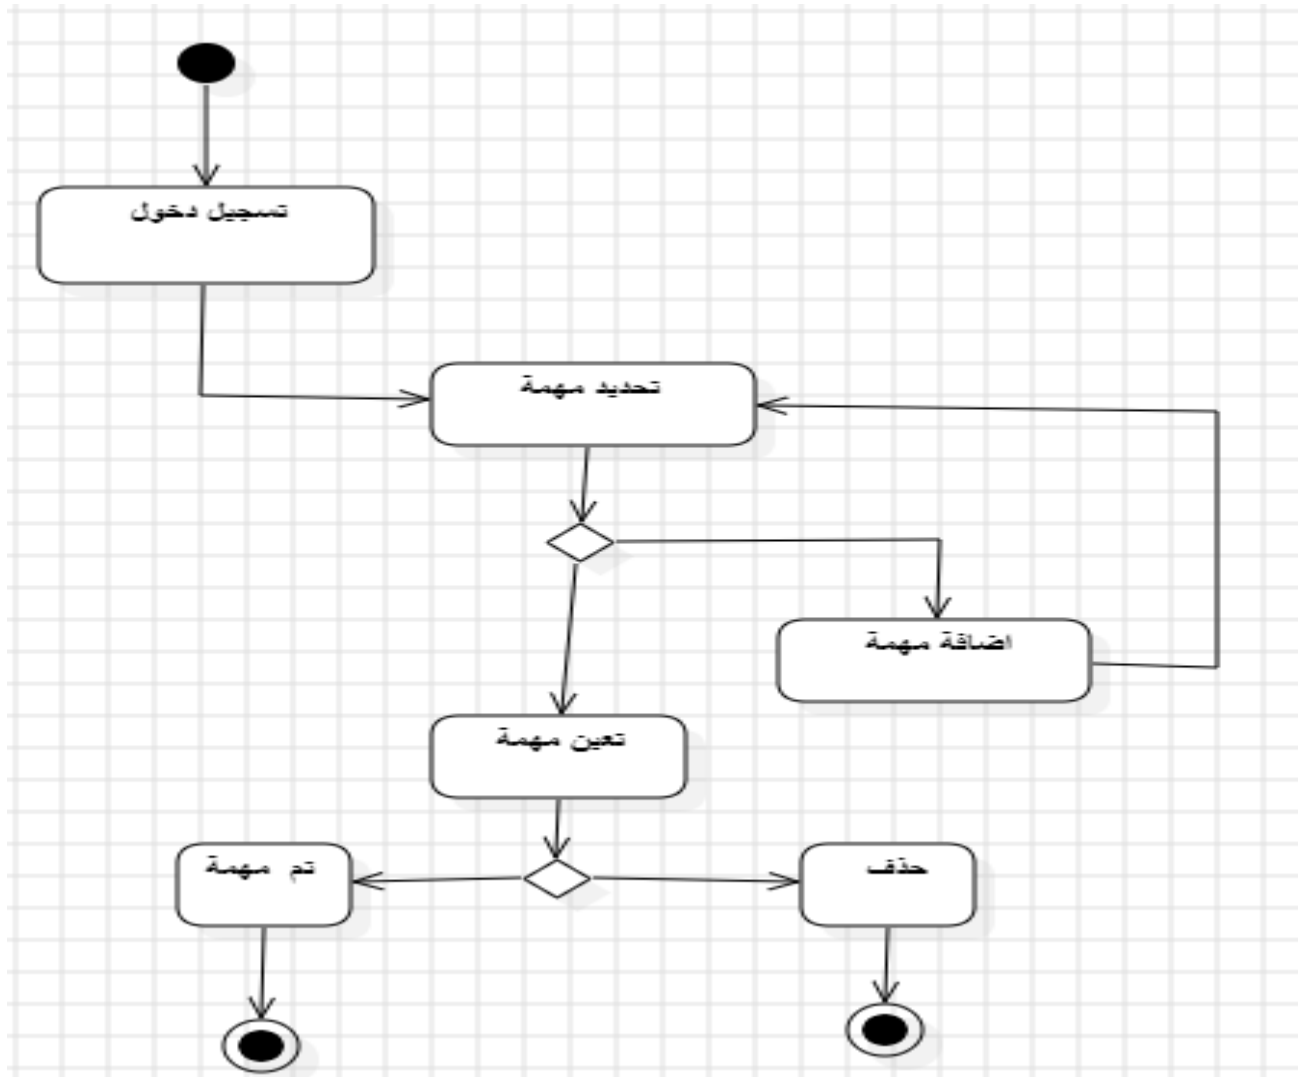 تسجيل دخول
تحديد مهمة
اضافة مهمة
تعين مهمة
تم مهمة
حذف